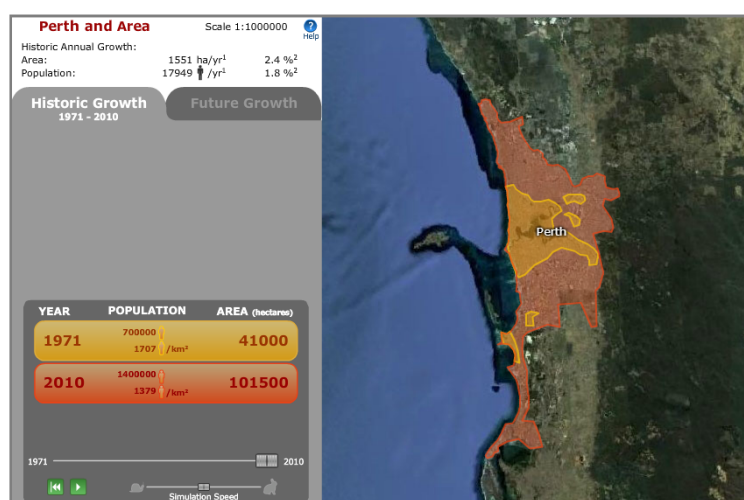 Perth and Area
Scale 1:1000000
?
Help
Historic Annual Growth:
Area: 1551 ha/yr¹ 2.4 %²
Population: 17949 /yr¹ 1.8 %²
Historic Growth
1971 - 2010
Future Growth
Perth
YEAR POPULATION AREA (hectares)
1971 700000 41000
1707 /km²
2010 1400000 101500
1379 /km²
1971 2010
Simulation Speed